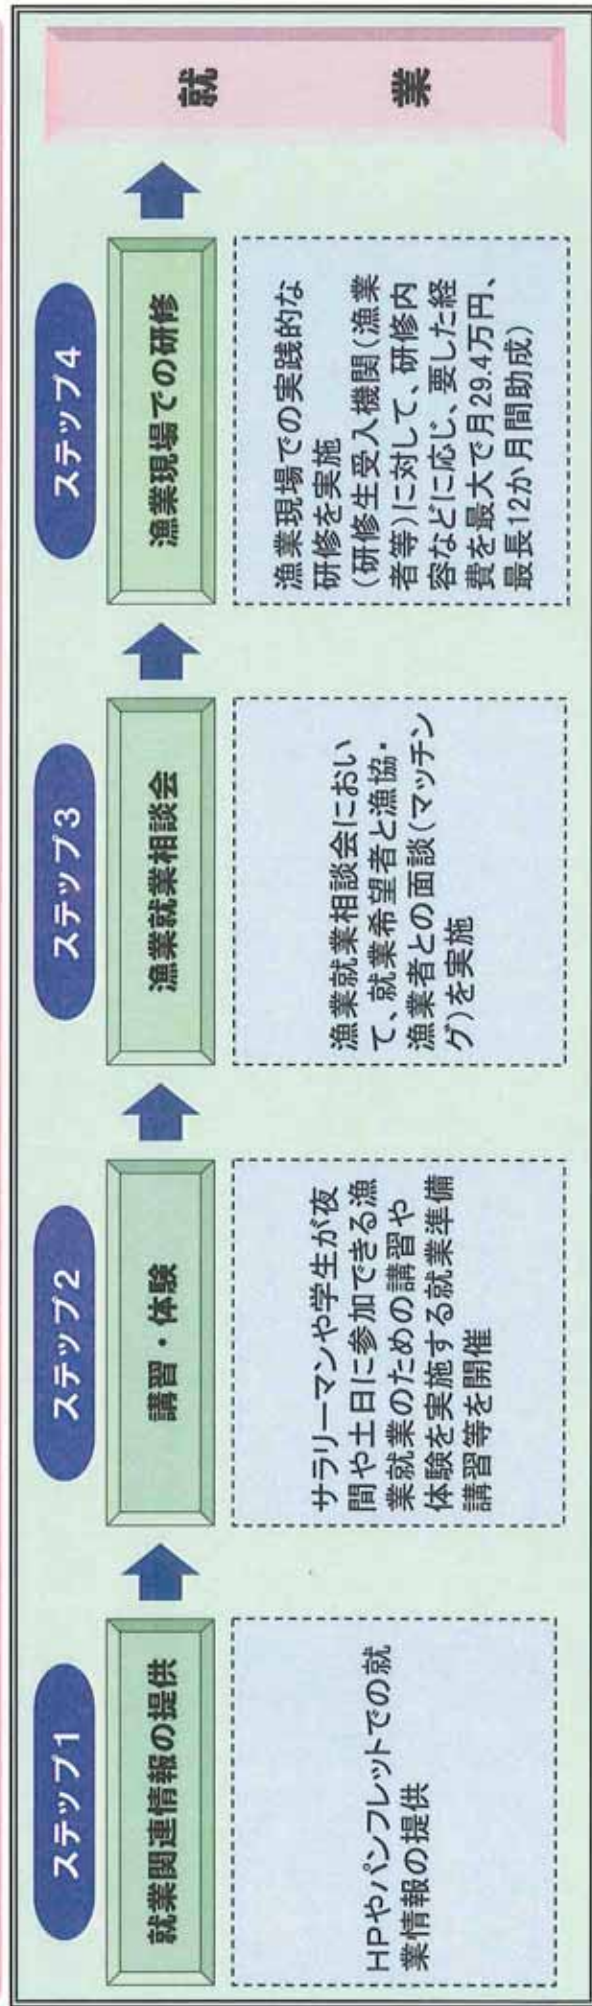 ステップ1
就業関連情報の提供
HPやパンフレットでの就
業情報の提供
ステップ2
講習・体験
サラリーマンや学生が夜
間や土日に参加できる漁
業就業のための講習や
体験を実施する就業準備
講習等を開催
ステップ3
漁業就業相談会
漁業就業相談会におい
て、就業希望者と漁協・
漁業者との面談(マッチン
グ)を実施
ステップ4
漁業現場での研修
漁業現場での実践的な
研修を実施
(研修生受入機関(漁業
者等)に対して、研修内
容などに応じ、要した経
費を最大で月29.4万円、
最長12か月間助成)
就業